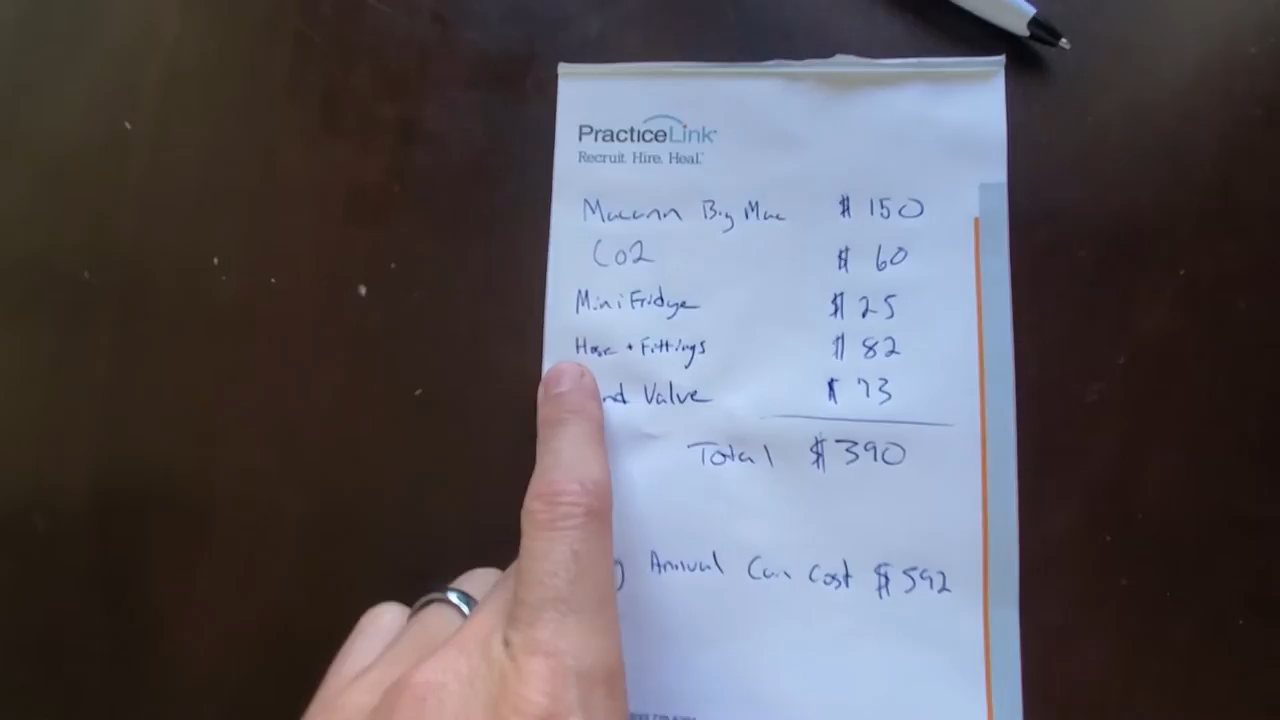 PracticeLink
Recruit. Hire. Heal.
Maccnn Big Mac $150
Co2 $60
Mini Fridge $25
Hose + Fittings $82
Valve $73
Total $390
Annual Can Cost $592